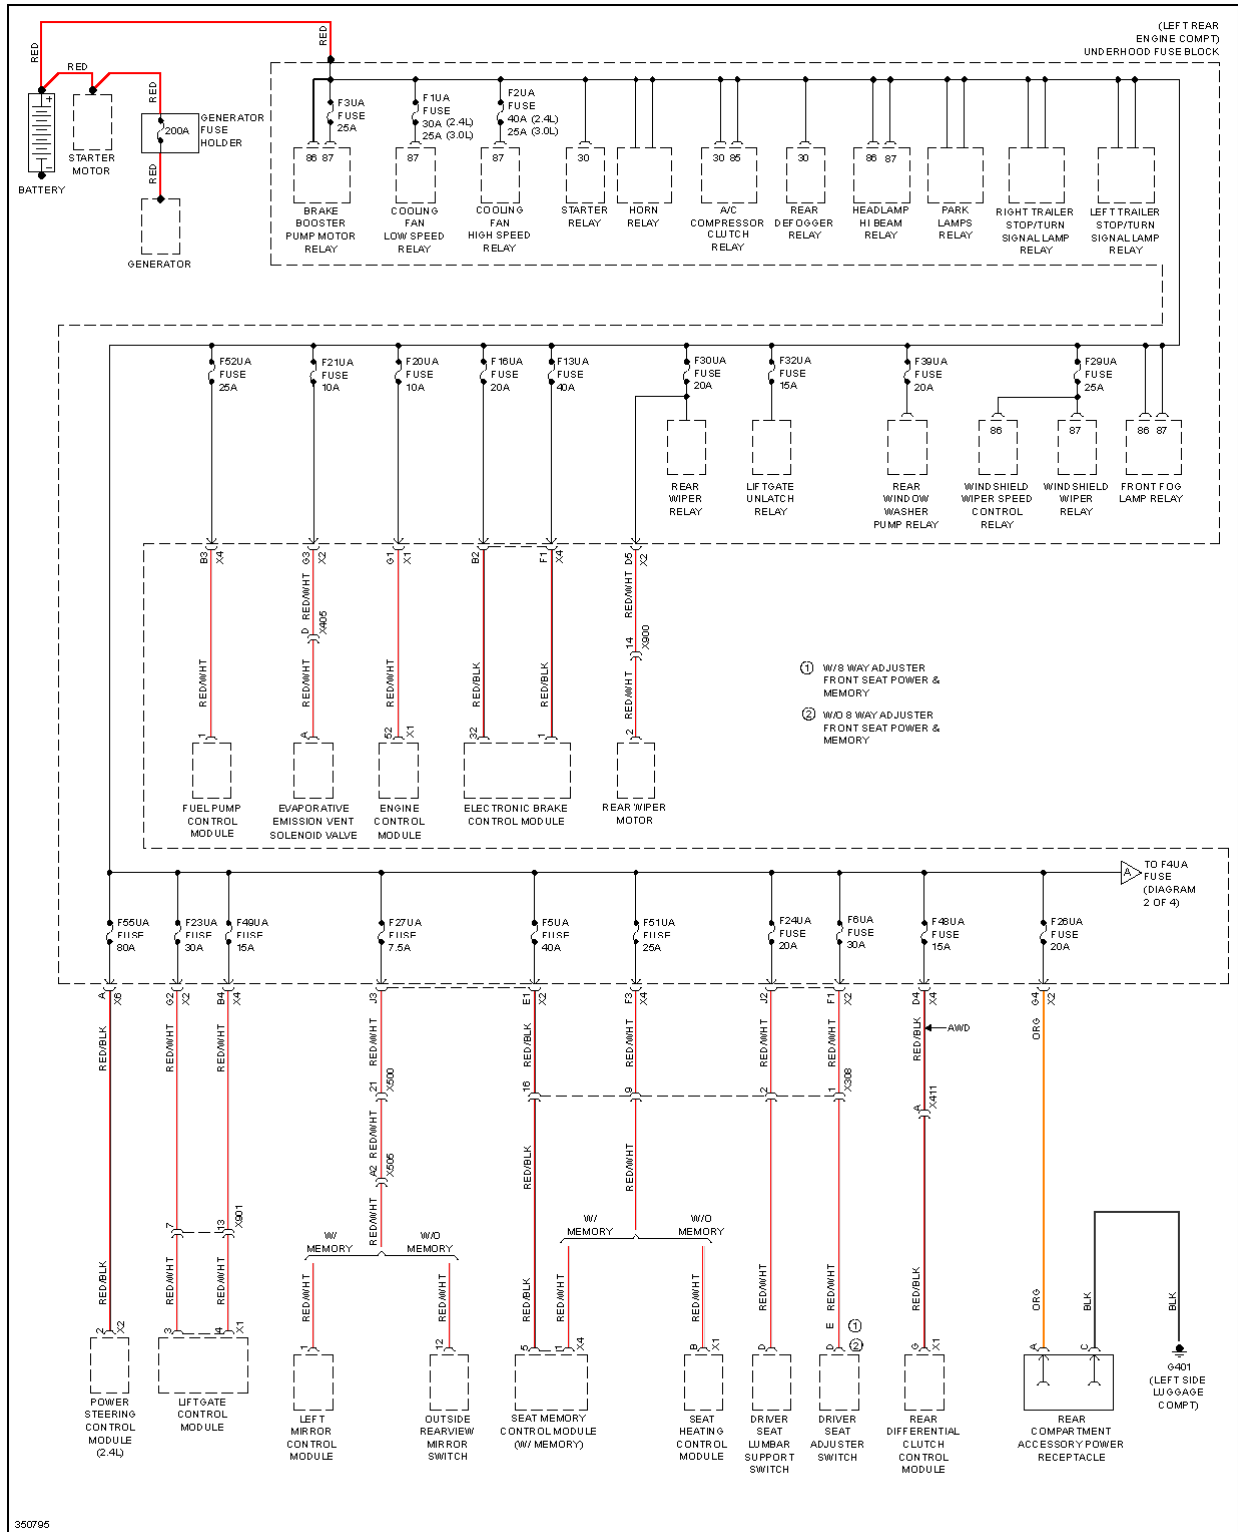 (LEFT REAR
ENGINE COMPT)
UNDERHOOD FUSE BLOCK
RED
RED
RED
RED
RED
200A
GENERATOR
FUSE
HOLDER
+
-
BATTERY
STARTER
MOTOR
GENERATOR
F3UA
FUSE
25A
F1UA
FUSE
30A (2.4L)
25A (3.0L)
F2UA
FUSE
40A (2.4L)
25A (3.0L)
86 87
87
87
30
30 85
30
86 87
BRAKE
BOOSTER
PUMP MOTOR
RELAY
COOLING
FAN
LOW SPEED
RELAY
COOLING
FAN
HIGH SPEED
RELAY
STARTER
RELAY
HORN
RELAY
A/C
COMPRESSOR
CLUTCH
RELAY
REAR
DEFOGGER
RELAY
HEADLAMP
HI BEAM
RELAY
PARK
LAMPS
RELAY
RIGHT TRAILER
STOP/TURN
SIGNAL LAMP
RELAY
LEFT TRAILER
STOP/TURN
SIGNAL LAMP
RELAY
F52UA
FUSE
25A
F21UA
FUSE
10A
F20UA
FUSE
10A
F16UA
FUSE
20A
F13UA
FUSE
40A
F30UA
FUSE
20A
F32UA
FUSE
15A
F39UA
FUSE
20A
F29UA
FUSE
25A
86
87
86 87
REAR
WIPER
RELAY
LIFTGATE
UNLATCH
RELAY
REAR
WINDOW
WASHER
PUMP RELAY
WINDSHIELD
WIPER SPEED
CONTROL
RELAY
WINDSHIELD
WIPER
RELAY
FRONT FOG
LAMP RELAY
B3 X4
G3 X2
G1 X1
B2
F1 X4
D5 X2
RED/WHT
D X405
RED/WHT
14 X900
RED/WHT
RED/WHT
RED/WHT
RED/BLK
RED/BLK
RED/WHT
1
A
52 X1
32
1
2
FUEL PUMP
CONTROL
MODULE
EVAPORATIVE
EMISSION VENT
SOLENOID VALVE
ENGINE
CONTROL
MODULE
ELECTRONIC BRAKE
CONTROL MODULE
REAR WIPER
MOTOR
1 W/8 WAY ADJUSTER
FRONT SEAT POWER &
MEMORY
2 W/O 8 WAY ADJUSTER
FRONT SEAT POWER &
MEMORY
A
TO F4UA
FUSE
(DIAGRAM
2 OF 4)
F55UA
FUSE
80A
F23UA
FUSE
30A
F49UA
FUSE
15A
F27UA
FUSE
7.5A
F5UA
FUSE
40A
F51UA
FUSE
25A
F24UA
FUSE
20A
F6UA
FUSE
30A
F48UA
FUSE
15A
F26UA
FUSE
20A
A X6
G2 X2
B4 X4
J3
E1 X2
F3 X4
J2
F1 X2
D4 X4
G4 X2
RED/BLK
RED/WHT
RED/WHT
RED/WHT
RED/BLK
RED/WHT
RED/WHT
RED/WHT
RED/BLK
AWD
ORG
21 X500
16
9
2
1 X308
A X411
RED/WHT
A2 X505
RED/WHT
RED/BLK
RED/WHT
7
13 X901
W/
MEMORY
W/O
MEMORY
W/
MEMORY
W/O
MEMORY
RED/BLK
RED/WHT
RED/WHT
RED/WHT
RED/WHT
RED/BLK
RED/WHT
RED/WHT
RED/WHT
RED/WHT
RED/BLK
ORG
BLK
BLK
E 1
D 2
2 X2
3
4 X1
1
12
5
1 X4
B X1
D
G X1
A
C
POWER
STEERING
CONTROL
MODULE
(2.4L)
LIFTGATE
CONTROL
MODULE
LEFT
MIRROR
CONTROL
MODULE
OUTSIDE
REARVIEW
MIRROR
SWITCH
SEAT MEMORY
CONTROL MODULE
(W/ MEMORY)
SEAT
HEATING
CONTROL
MODULE
DRIVER
SEAT
LUMBAR
SUPPORT
SWITCH
DRIVER
SEAT
ADJUSTER
SWITCH
REAR
DIFFERENTIAL
CLUTCH
CONTROL
MODULE
REAR
COMPARTMENT
ACCESSORY POWER
RECEPTACLE
G401
(LEFT SIDE
LUGGAGE
COMPT)
350795